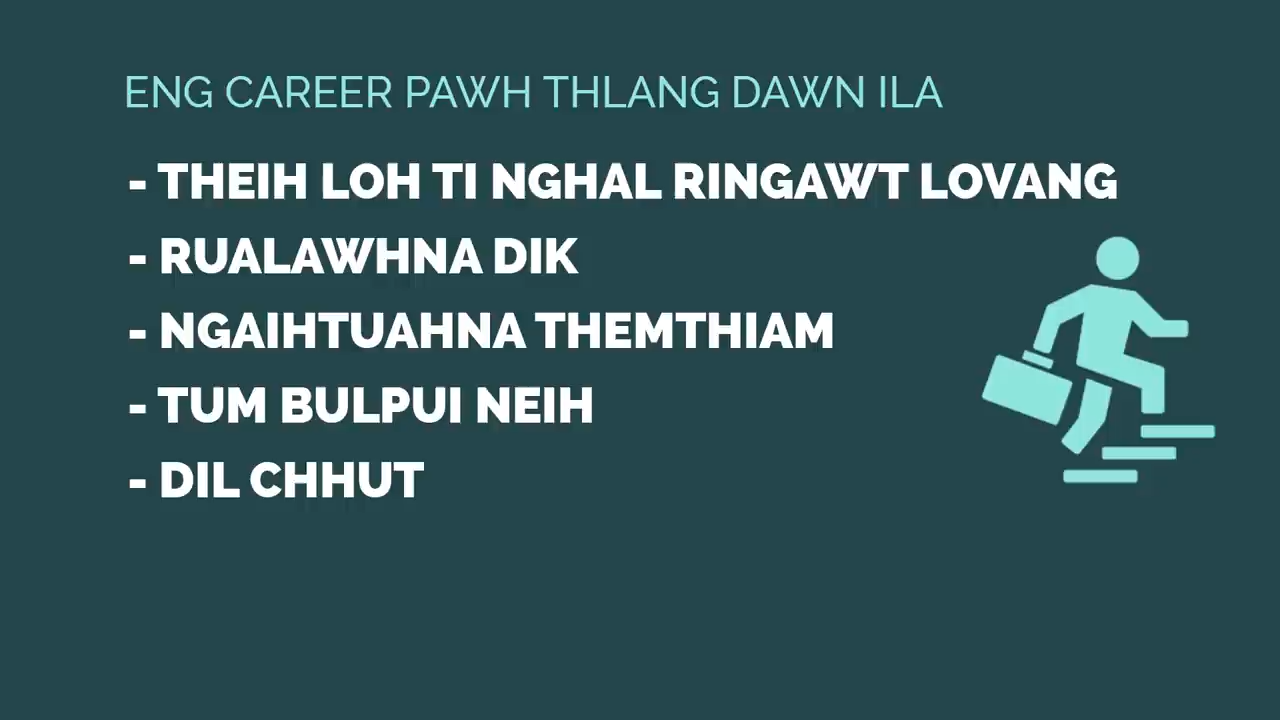 ENG CAREER PAWH THLANG DAWN ILA
- THEIH LOH TI NGHAL RINGAWT LOVANG
- RUALAWHNA DIK
- NGAIHTUAHNA THEMTHIAM
- TUM BULPUI NEIH
- DIL CHHUT